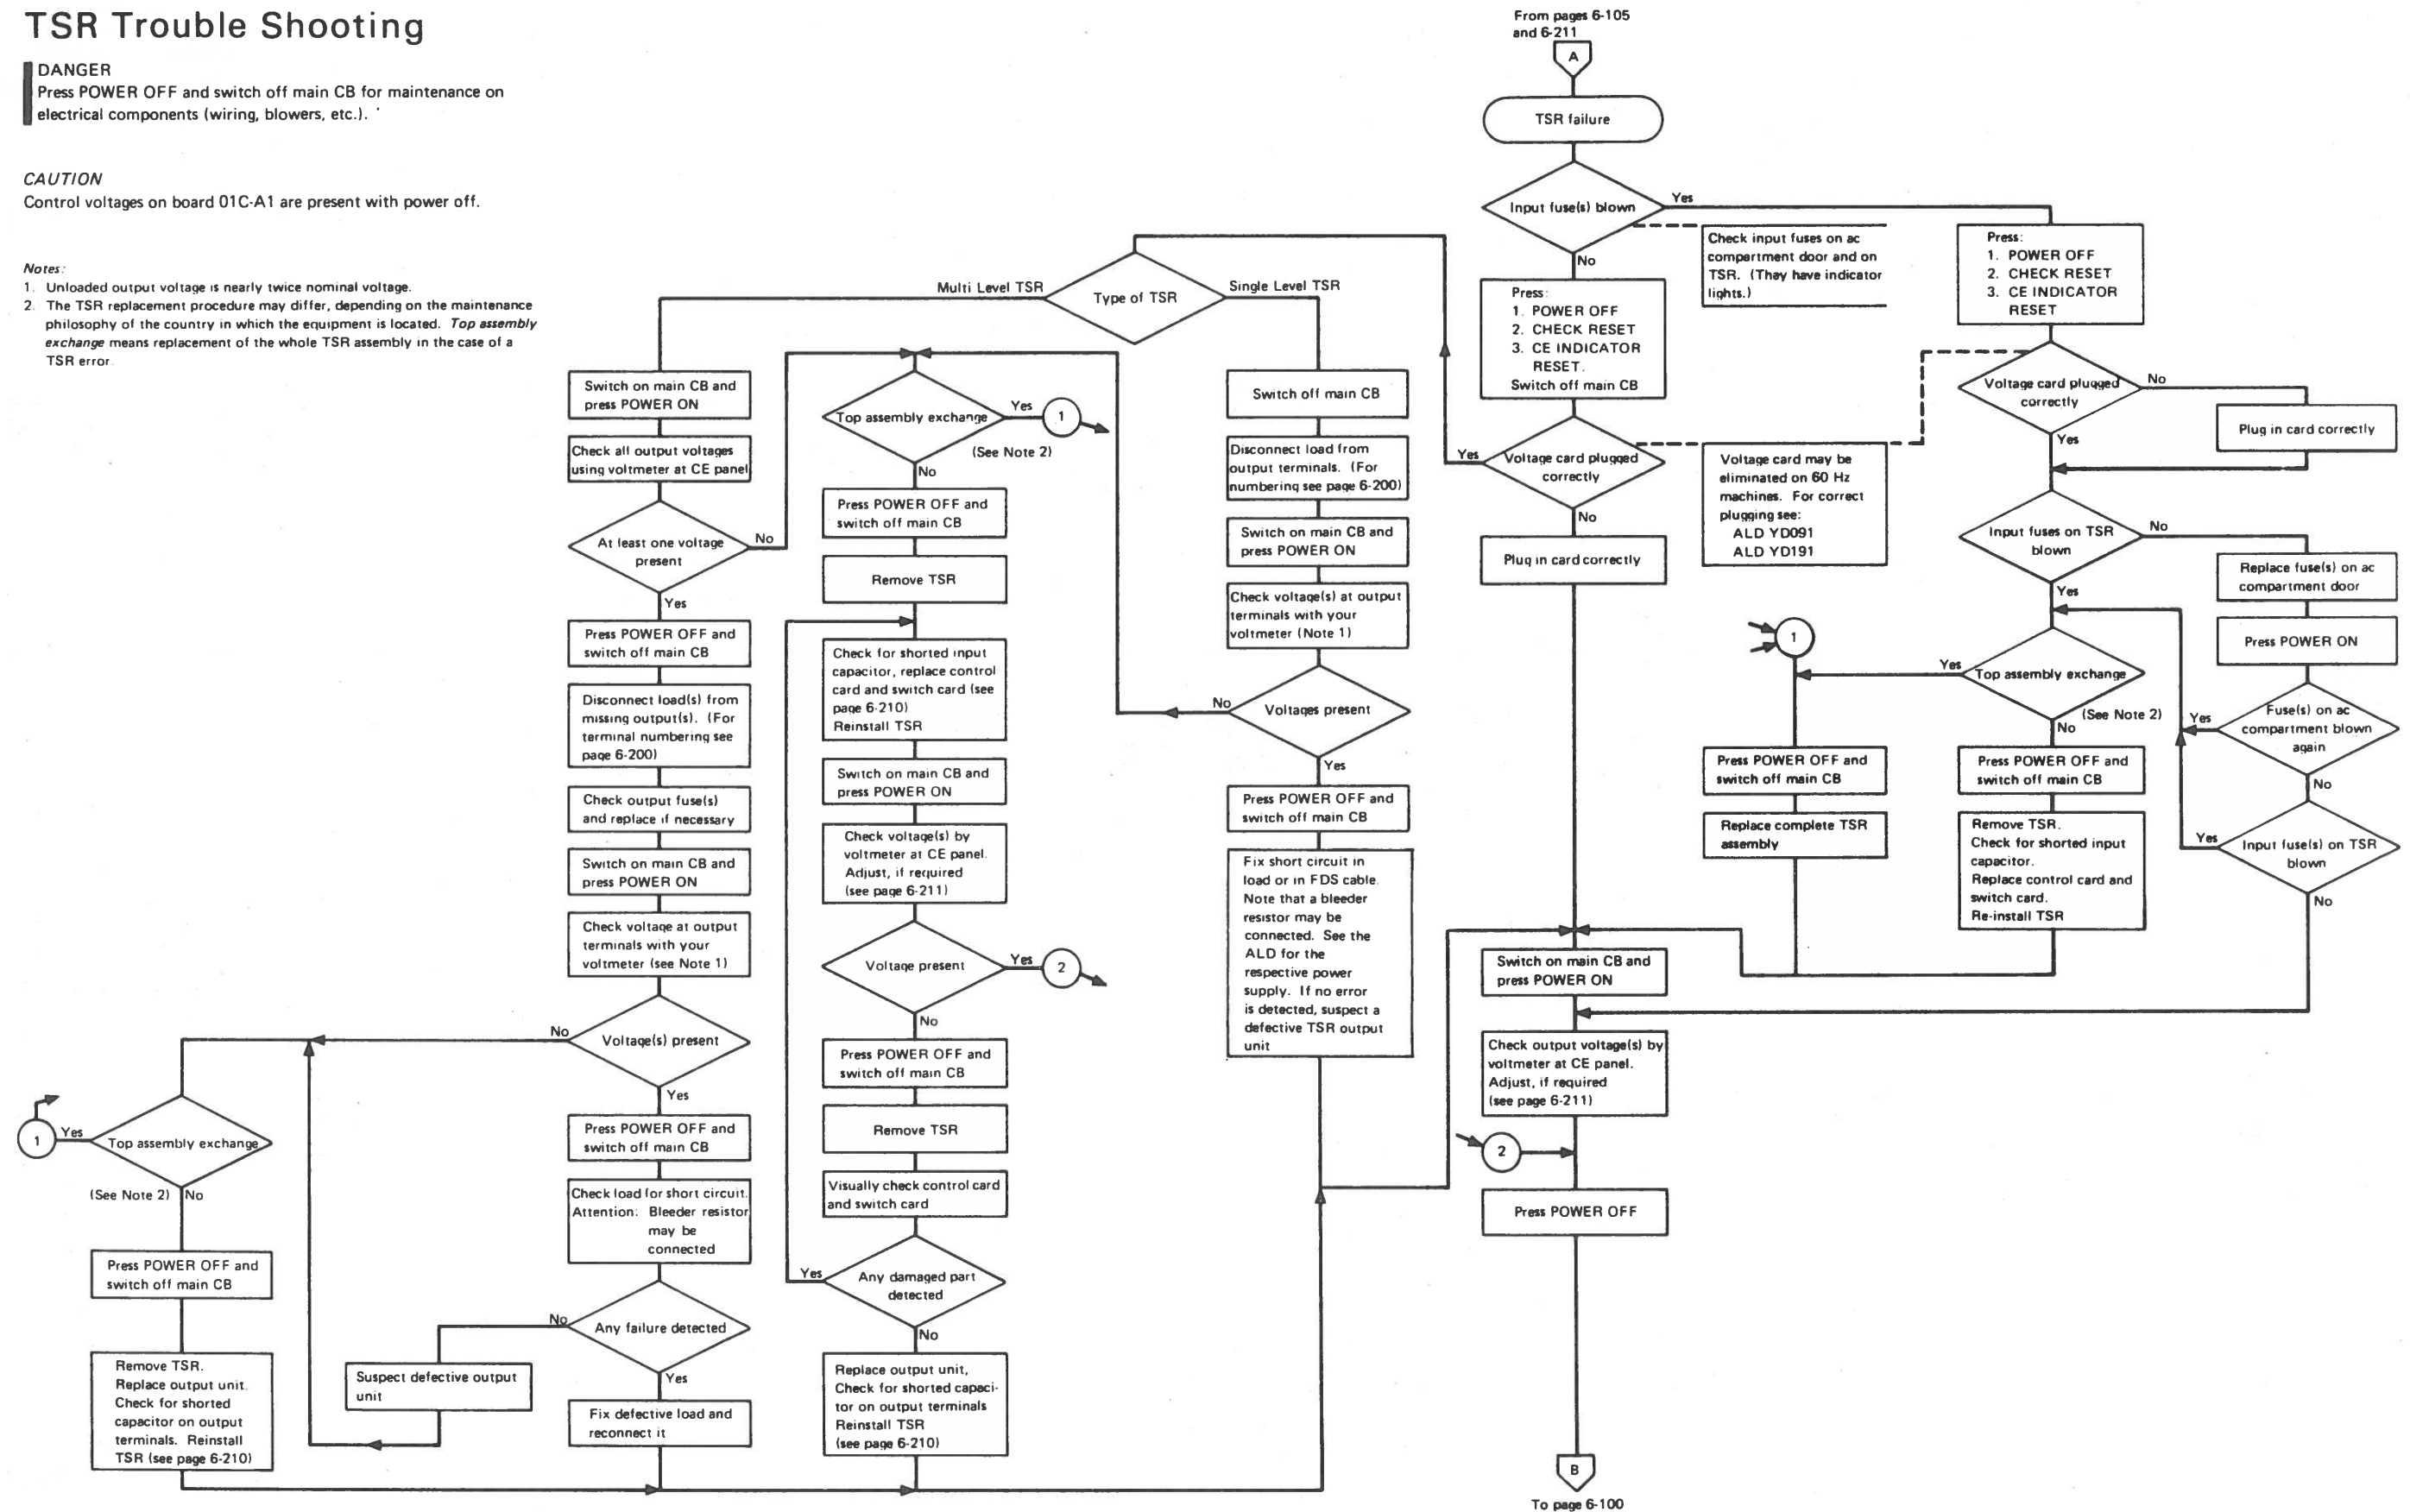 TSR Trouble Shooting
DANGER
Press POWER OFF and switch off main CB for maintenance on
electrical components (wiring, blowers, etc.).
CAUTION
Control voltages on board 01C-A1 are present with power off.
Notes:
1. Unloaded output voltage is nearly twice nominal voltage.
2. The TSR replacement procedure may differ, depending on the maintenance
philosophy of the country in which the equipment is located. Top assembly
exchange means replacement of the whole TSR assembly in the case of a
TSR error.
From pages 6-105
and 6-211
A
TSR failure
Input fuse(s) blown
Yes
No
Check input fuses on ac
compartment door and on
TSR. (They have indicator
lights.)
Press:
1. POWER OFF
2. CHECK RESET
3. CE INDICATOR
RESET.
Switch off main CB
Voltage card plugged
correctly
Yes
No
Voltage card may be
eliminated on 60 Hz
machines. For correct
plugging see:
ALD YD091
ALD YD191
Plug in card correctly
Type of TSR
Multi Level TSR
Single Level TSR
Switch on main CB and
press POWER ON
Check all output voltages
using voltmeter at CE panel
At least one voltage
present
No
Yes
Press POWER OFF and
switch off main CB
Disconnect load(s) from
missing output(s). (For
terminal numbering see
page 6-200)
Check output fuse(s)
and replace if necessary
Switch on main CB and
press POWER ON
Check voltage at output
terminals with your
voltmeter (see Note 1)
Voltage(s) present
No
Yes
Press POWER OFF and
switch off main CB
Check load for short circuit.
Attention: Bleeder resistor
may be
connected
Any failure detected
No
Yes
Suspect defective output
unit
Fix defective load and
reconnect it
1
Yes
Top assembly exchange
(See Note 2)
No
Press POWER OFF and
switch off main CB
Remove TSR.
Replace output unit.
Check for shorted
capacitor on output
terminals. Reinstall
TSR (see page 6-210)
Top assembly exchange
Yes
1
(See Note 2)
No
Press POWER OFF and
switch off main CB
Remove TSR
Check for shorted input
capacitor, replace control
card and switch card (see
page 6-210)
Reinstall TSR
Switch on main CB and
press POWER ON
Check voltage(s) by
voltmeter at CE panel.
Adjust, if required
(see page 6-211)
Voltage present
Yes
2
No
Press POWER OFF and
switch off main CB
Remove TSR
Visually check control card
and switch card
Any damaged part
detected
Yes
No
Replace output unit,
Check for shorted capaci-
tor on output terminals
Reinstall TSR
(see page 6-210)
Switch off main CB
Disconnect load from
output terminals. (For
numbering see page 6-200)
Switch on main CB and
press POWER ON
Check voltage(s) at output
terminals with your
voltmeter (Note 1)
Voltages present
No
Yes
Press POWER OFF and
switch off main CB
Fix short circuit in
load or in FDS cable.
Note that a bleeder
resistor may be
connected. See the
ALD for the
respective power
supply. If no error
is detected, suspect a
defective TSR output
unit
Press:
1. POWER OFF
2. CHECK RESET
3. CE INDICATOR
RESET
Voltage card plugged
correctly
No
Yes
Plug in card correctly
Input fuses on TSR
blown
No
Yes
Replace fuse(s) on ac
compartment door
Press POWER ON
Fuse(s) on ac
compartment blown
again
Yes
No
Input fuse(s) on TSR
blown
Yes
No
1
Yes
Top assembly exchange
(See Note 2)
No
Press POWER OFF and
switch off main CB
Replace complete TSR
assembly
Press POWER OFF and
switch off main CB
Remove TSR.
Check for shorted input
capacitor.
Replace control card and
switch card.
Re-install TSR
Switch on main CB and
press POWER ON
Check output voltage(s) by
voltmeter at CE panel.
Adjust, if required
(see page 6-211)
2
Press POWER OFF
B
To page 6-100